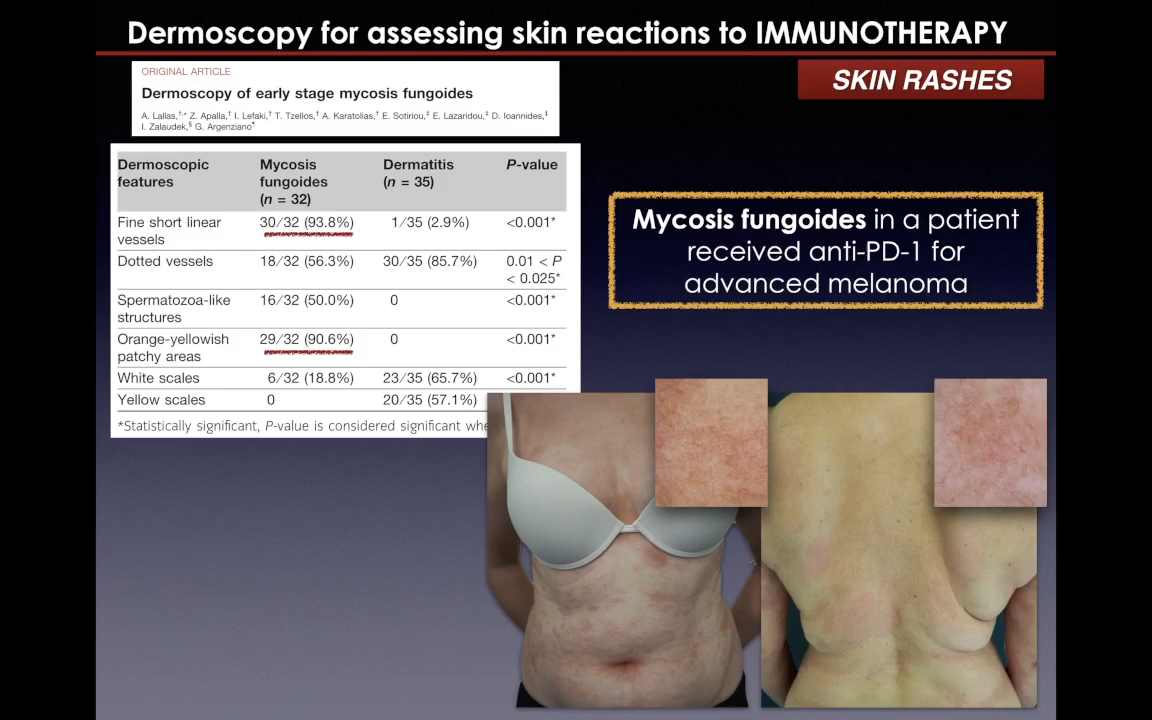 Dermoscopy for assessing skin reactions to IMMUNOTHERAPY
SKIN RASHES
ORIGINAL ARTICLE
Dermoscopy of early stage mycosis fungoides
A. Lallas,†,* Z. Apalla,† I. Lefaki,† T. Tzellos,† A. Karatolias,† E. Sotiriou,‡ E. Lazaridou,‡ D. Ioannides,‡
I. Zalaudek,§ G. Argenziano¶
Dermoscopic features Mycosis fungoides (n = 32) Dermatitis (n = 35) P-value
Fine short linear vessels 30/32 (93.8%) 1/35 (2.9%) <0.001*
Dotted vessels 18/32 (56.3%) 30/35 (85.7%) 0.01 < P < 0.025*
Spermatozoa-like structures 16/32 (50.0%) 0 <0.001*
Orange-yellowish patchy areas 29/32 (90.6%) 0 <0.001*
White scales 6/32 (18.8%) 23/35 (65.7%) <0.001*
Yellow scales 0 20/35 (57.1%)
*Statistically significant, P-value is considered significant
Mycosis fungoides in a patient
received anti-PD-1 for
advanced melanoma